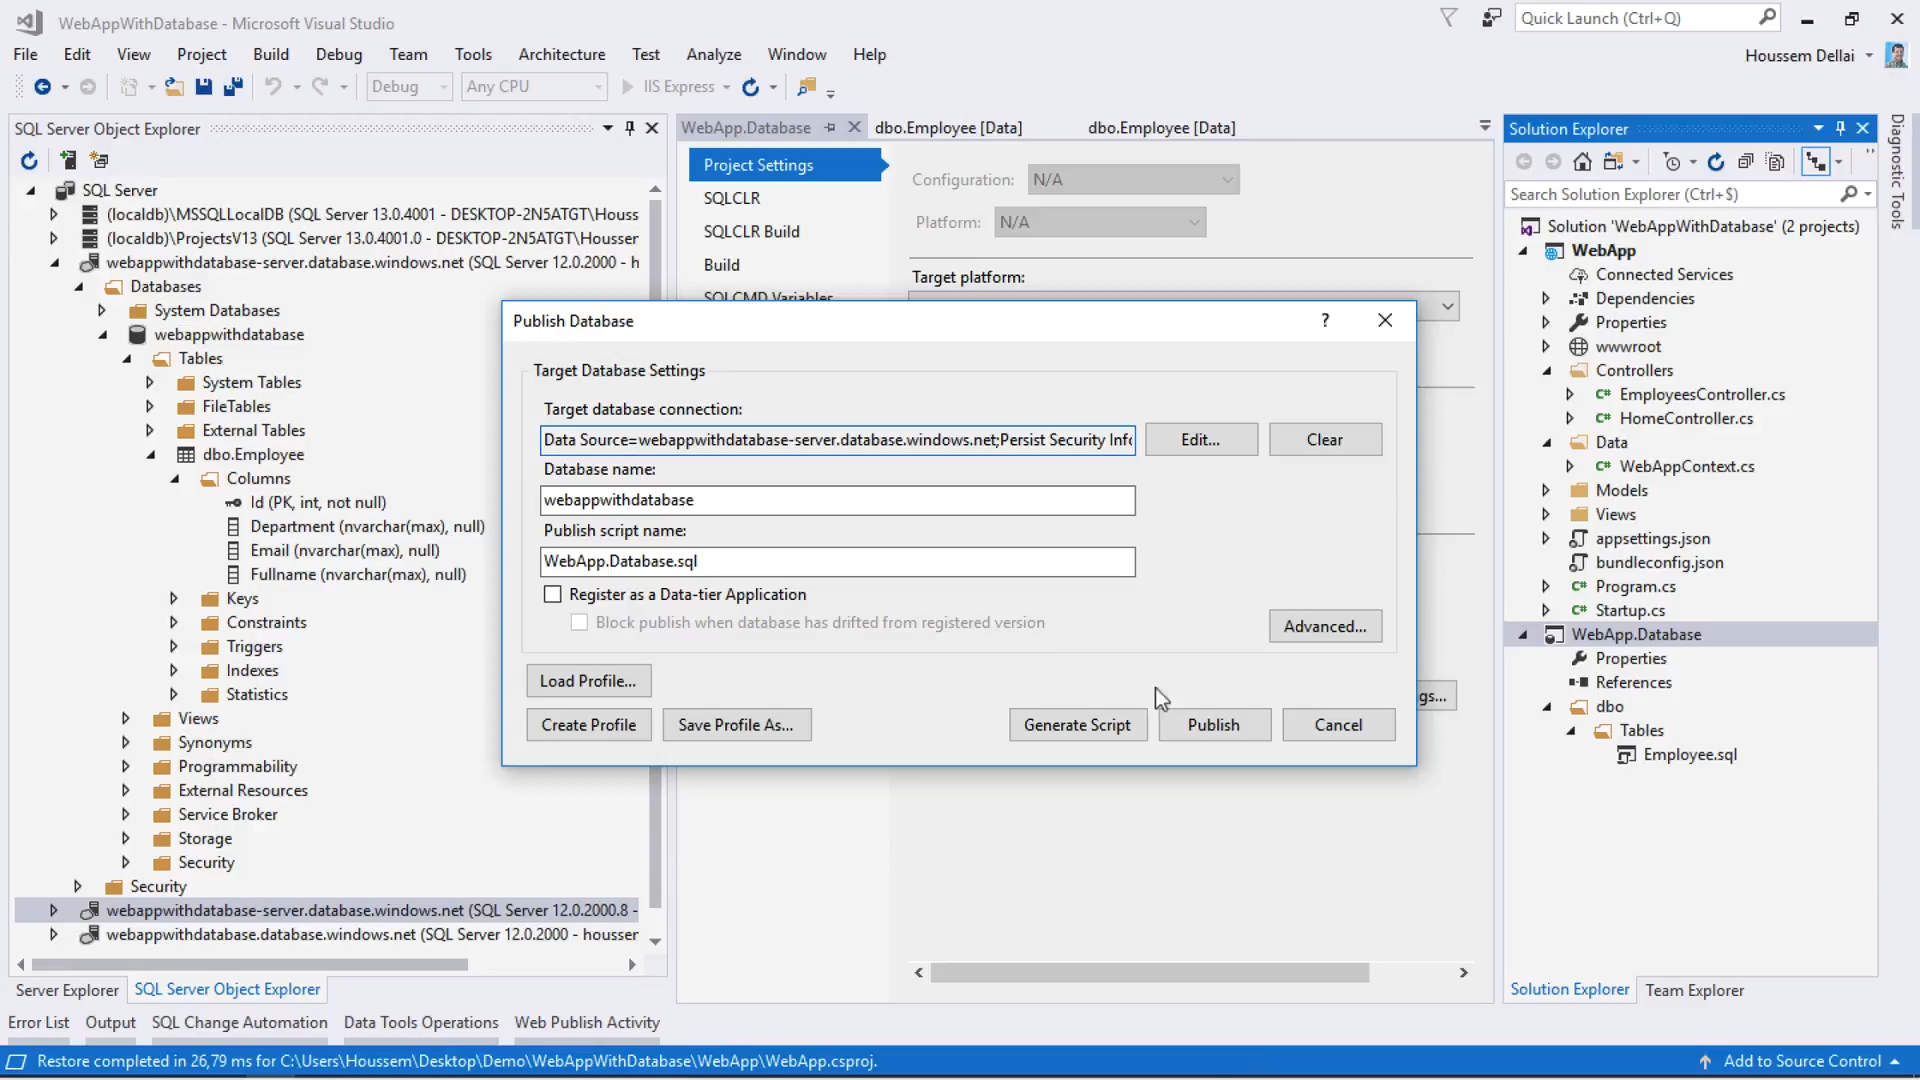 WebAppWithDatabase - Microsoft Visual Studio
Quick Launch (Ctrl+Q)
File Edit View Project Build Debug Team Tools Architecture Test Analyze Window Help
Houssem Dellai
Debug Any CPU IIS Express
SQL Server Object Explorer
SQL Server
(localdb)\MSSQLLocalDB (SQL Server 13.0.4001 - DESKTOP-2N5ATGT\Houss
(localdb)\ProjectsV13 (SQL Server 13.0.4001.0 - DESKTOP-2N5ATGT\Housser
webappwithdatabase-server.database.windows.net (SQL Server 12.0.2000 - h
Databases
System Databases
webappwithdatabase
Tables
System Tables
FileTables
External Tables
dbo.Employee
Columns
Id (PK, int, not null)
Department (nvarchar(max), null)
Email (nvarchar(max), null)
Fullname (nvarchar(max), null)
Keys
Constraints
Triggers
Indexes
Statistics
Views
Synonyms
Programmability
External Resources
Service Broker
Storage
Security
Security
webappwithdatabase-server.database.windows.net (SQL Server 12.0.2000.8 -
webappwithdatabase.database.windows.net (SQL Server 12.0.2000 - housser
Server Explorer SQL Server Object Explorer
WebApp.Database dbo.Employee [Data] dbo.Employee [Data]
Project Settings
SQLCLR
SQLCLR Build
Build
SQLCMD Variables
Configuration: N/A
Platform: N/A
Target platform:
gs...
Publish Database
?
Target Database Settings
Target database connection:
Data Source=webappwithdatabase-server.database.windows.net;Persist Security Info
Edit... Clear
Database name:
webappwithdatabase
Publish script name:
WebApp.Database.sql
Register as a Data-tier Application
Block publish when database has drifted from registered version
Advanced...
Load Profile...
Create Profile Save Profile As... Generate Script Publish Cancel
Solution Explorer
Search Solution Explorer (Ctrl+$)
Solution 'WebAppWithDatabase' (2 projects)
WebApp
Connected Services
Dependencies
Properties
wwwroot
Controllers
C# EmployeesController.cs
C# HomeController.cs
Data
C# WebAppContext.cs
Models
Views
appsettings.json
bundleconfig.json
C# Program.cs
C# Startup.cs
WebApp.Database
Properties
References
dbo
Tables
Employee.sql
Solution Explorer Team Explorer
Diagnostic Tools
Error List Output SQL Change Automation Data Tools Operations Web Publish Activity
Restore completed in 26,79 ms for C:\Users\Houssem\Desktop\Demo\WebAppWithDatabase\WebApp\WebApp.csproj.
Add to Source Control